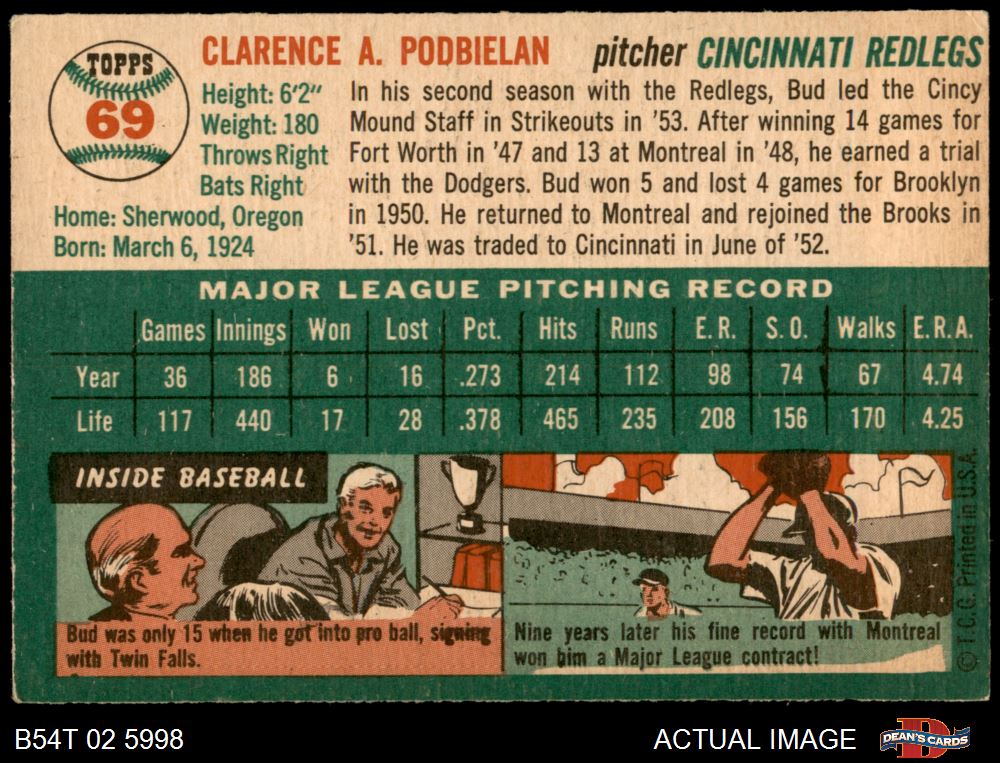 TOPPS
69
CLARENCE A. PODBIELAN pitcher CINCINNATI REDLEGS
Height: 6'2"
Weight: 180
Throws Right
Bats Right
Home: Sherwood, Oregon
Born: March 6, 1924
In his second season with the Redlegs, Bud led the Cincy
Mound Staff in Strikeouts in '53. After winning 14 games for
Fort Worth in '47 and 13 at Montreal in '48, he earned a trial
with the Dodgers. Bud won 5 and lost 4 games for Brooklyn
in 1950. He returned to Montreal and rejoined the Brooks in
'51. He was traded to Cincinnati in June of '52.
MAJOR LEAGUE PITCHING RECORD
Games Innings Won Lost Pct. Hits Runs E.R. S.O. Walks E.R.A.
Year 36 186 6 16 .273 214 112 98 74 67 4.74
Life 117 440 17 28 .378 465 235 208 156 170 4.25
INSIDE BASEBALL
Bud was only 15 when he got into pro ball, signing
with Twin Falls.
Nine years later his fine record with Montreal
won him a Major League contract!
© T.C.G. Printed in U.S.A.
B54T 02 5998
ACTUAL IMAGE
DEAN'S CARDS